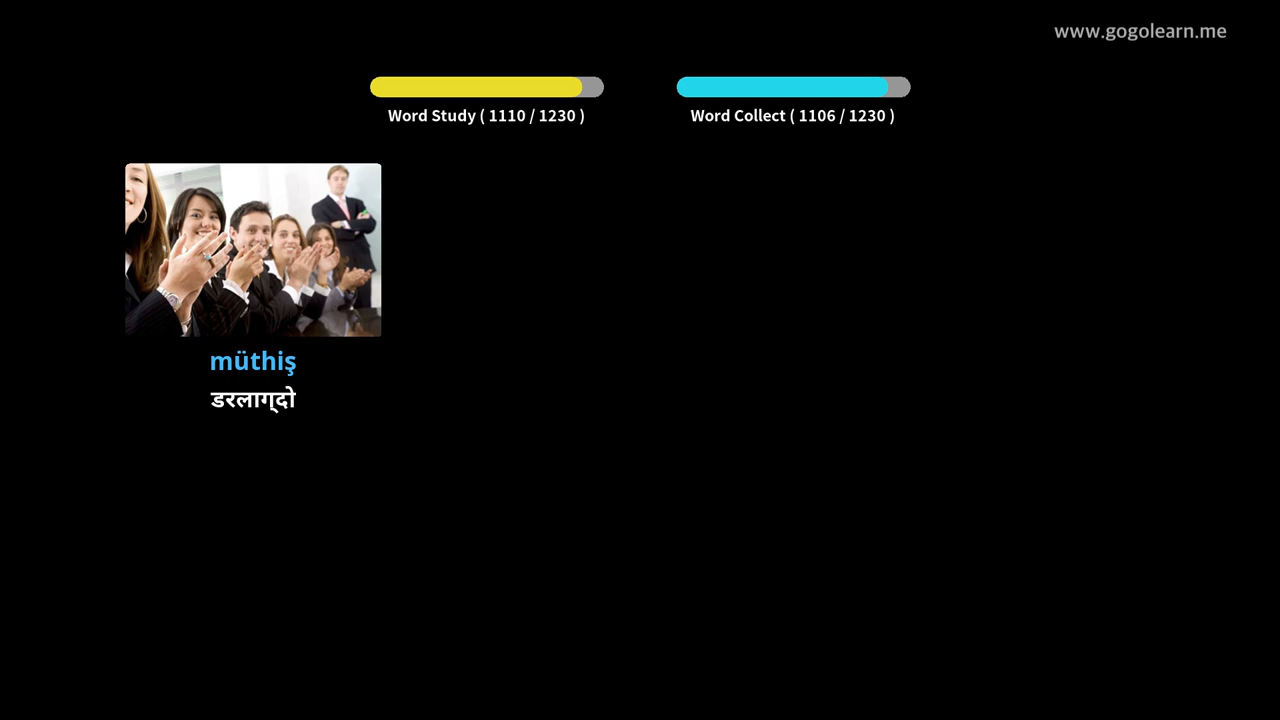 www.gogolearn.me
Word Study ( 1110 / 1230 )
Word Collect ( 1106 / 1230 )
müthiş
डरलाग्दो